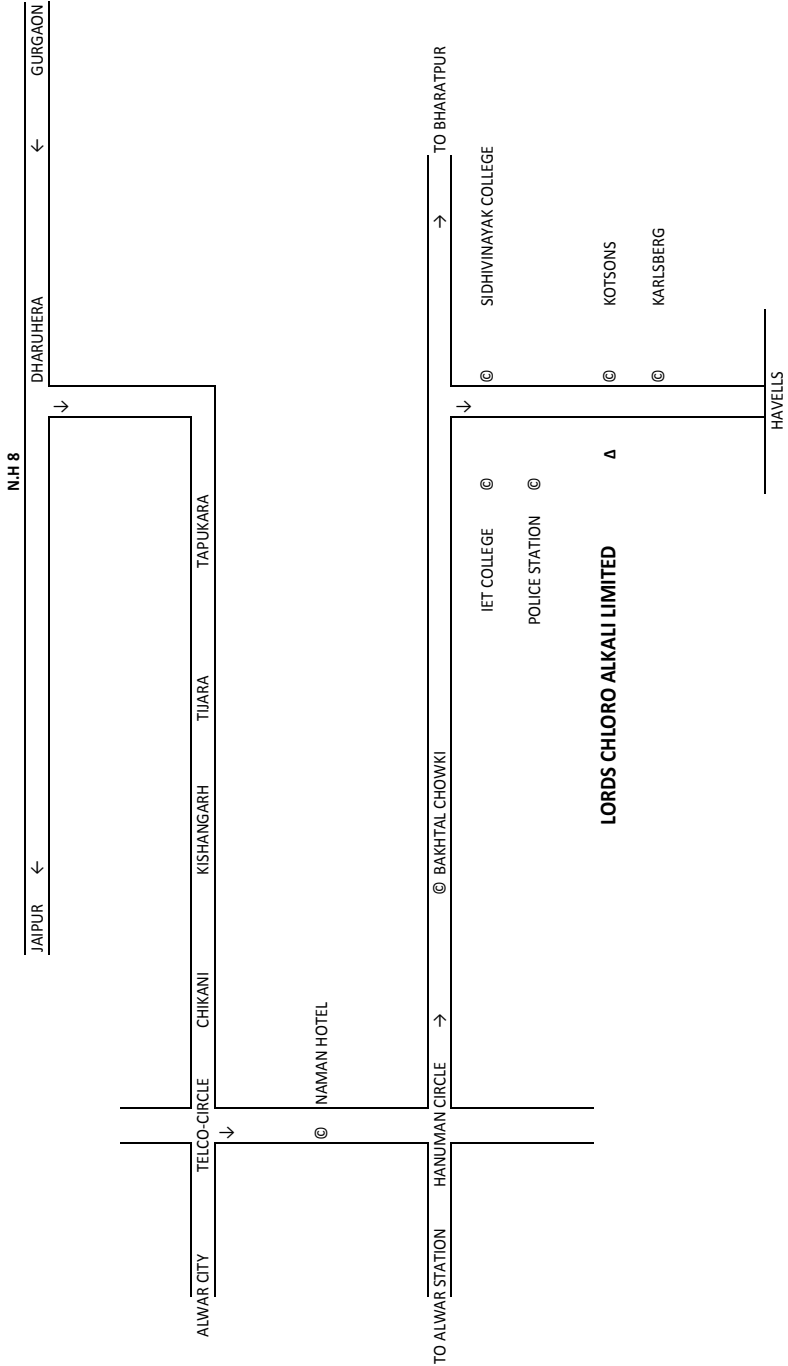 N.H 8
JAIPUR ← DHARUHERA ← GURGAON
↓
ALWAR CITY TELCO-CIRCLE CHIKANI KISHANGARH TIJARA TAPUKARA
↓
© NAMAN HOTEL
TO ALWAR STATION HANUMAN CIRCLE → © BAKHTAL CHOWKI → TO BHARATPUR
↓
IET COLLEGE © © SIDHIVINAYAK COLLEGE
POLICE STATION ©
LORDS CHLORO ALKALI LIMITED Δ © KOTSONS
© KARLSBERG
HAVELLS